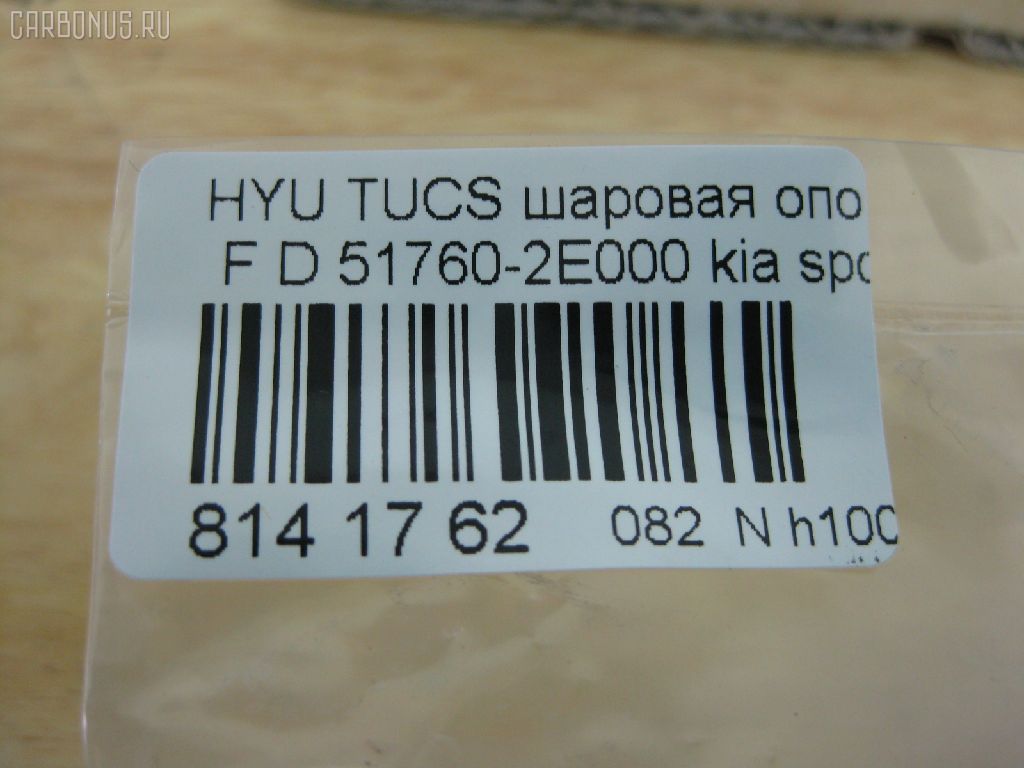 CARBONUS.RU
HYU TUCS шаровая опо
F D 51760-2E000 kia spo
814 17 62 082 N h100